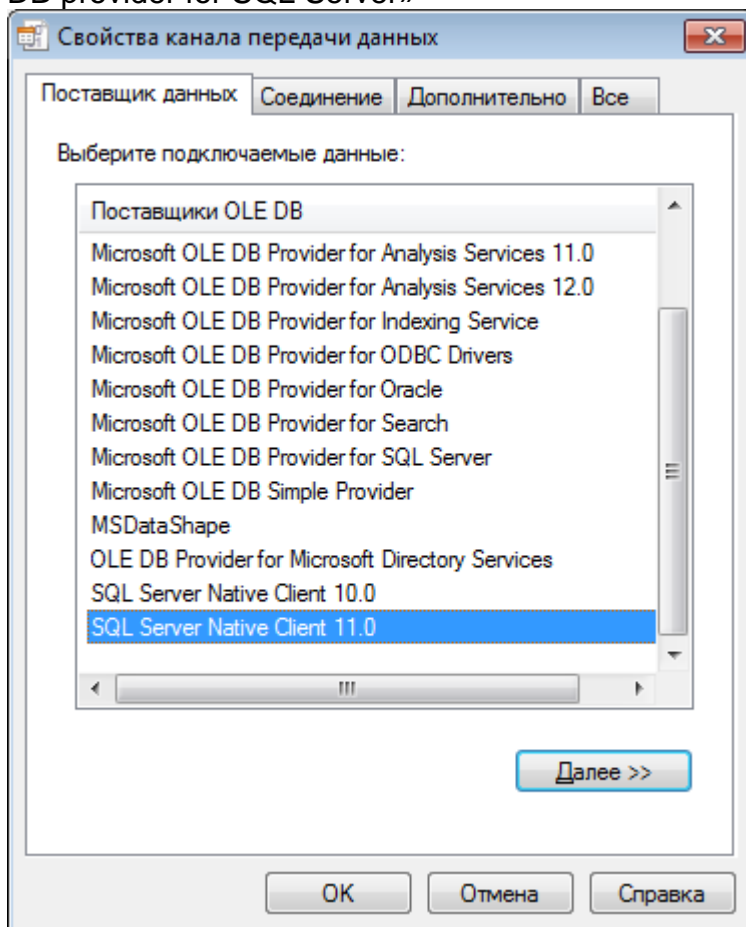 DB provider for SQL Server»
Свойства канала передачи данных
Поставщик данных Соединение Дополнительно Все
Выберите подключаемые данные:
Поставщики OLE DB
Microsoft OLE DB Provider for Analysis Services 11.0
Microsoft OLE DB Provider for Analysis Services 12.0
Microsoft OLE DB Provider for Indexing Service
Microsoft OLE DB Provider for ODBC Drivers
Microsoft OLE DB Provider for Oracle
Microsoft OLE DB Provider for Search
Microsoft OLE DB Provider for SQL Server
Microsoft OLE DB Simple Provider
MSDataShape
OLE DB Provider for Microsoft Directory Services
SQL Server Native Client 10.0
SQL Server Native Client 11.0
Далее >>
OK Отмена Справка